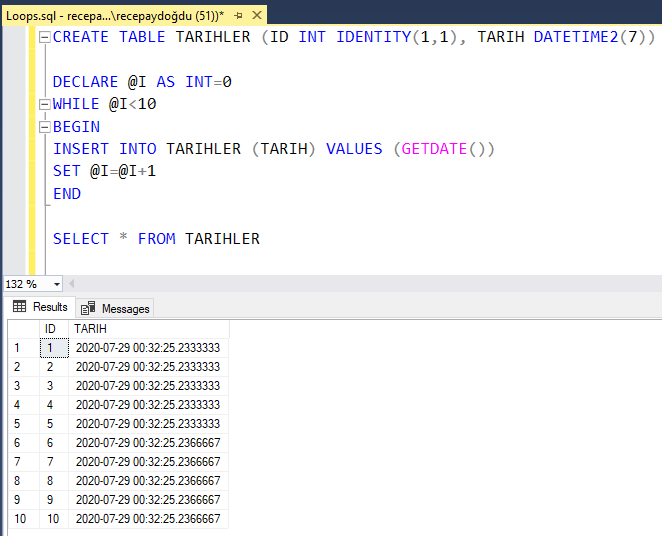 Loops.sql - recepa...\recepaydoğdu (51))*
CREATE TABLE TARIHLER (ID INT IDENTITY(1,1), TARIH DATETIME2(7))
DECLARE @I AS INT=0
WHILE @I<10
BEGIN
INSERT INTO TARIHLER (TARIH) VALUES (GETDATE())
SET @I=@I+1
END
SELECT * FROM TARIHLER
132 %
Results Messages
ID TARIH
1 1 2020-07-29 00:32:25.2333333
2 2 2020-07-29 00:32:25.2333333
3 3 2020-07-29 00:32:25.2333333
4 4 2020-07-29 00:32:25.2333333
5 5 2020-07-29 00:32:25.2333333
6 6 2020-07-29 00:32:25.2366667
7 7 2020-07-29 00:32:25.2366667
8 8 2020-07-29 00:32:25.2366667
9 9 2020-07-29 00:32:25.2366667
10 10 2020-07-29 00:32:25.2366667